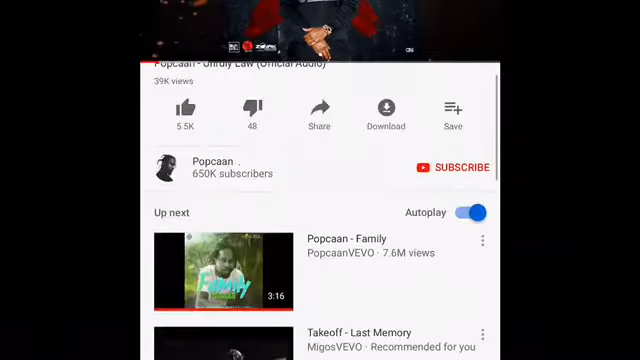 Popcaan - Unruly Law (Official Audio)
39K views
5.5K
48
Share
Download
Save
Popcaan .
650K subscribers
SUBSCRIBE
Up next
Autoplay
Family
3:16
Popcaan - Family
PopcaanVEVO · 7.6M views
Takeoff - Last Memory
MigosVEVO · Recommended for you